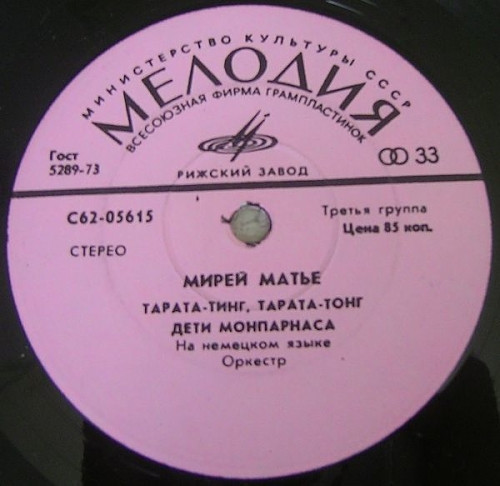 МИНИСТЕРСТВО КУЛЬТУРЫ СССР
МЕЛОДИЯ
ВСЕСОЮЗНАЯ ФИРМА ГРАМПЛАСТИНОК
Гост
5289-73
33
РИЖСКИЙ ЗАВОД
С62-05615
СТЕРЕО
Третья группа
Цена 85 коп.
МИРЕЙ МАТЬЕ
ТАРАТА-ТИНГ, ТАРАТА-ТОНГ
ДЕТИ МОНПАРНАСА
На немецком языке
Оркестр